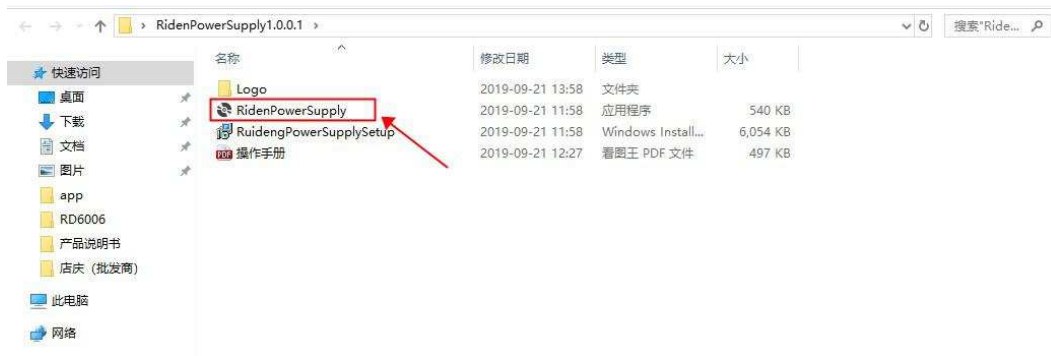 RidenPowerSupply1.0.0.1
搜索"Ride...
名称 修改日期 类型 大小
快速访问
桌面
下载
文档
图片
app
RD6006
产品说明书
店庆（批发商）
此电脑
网络
Logo 2019-09-21 13:58 文件夹
RidenPowerSupply 2019-09-21 11:58 应用程序 540 KB
RuidengPowerSupplySetup 2019-09-21 11:58 Windows Install... 6,054 KB
PDF 操作手册 2019-09-21 12:27 看图王 PDF 文件 497 KB